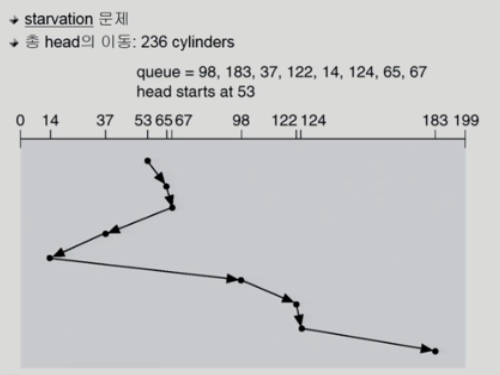 starvation 문제
총 head의 이동: 236 cylinders
queue = 98, 183, 37, 122, 14, 124, 65, 67
head starts at 53
0 14 37 53 65 67 98 122 124 183 199